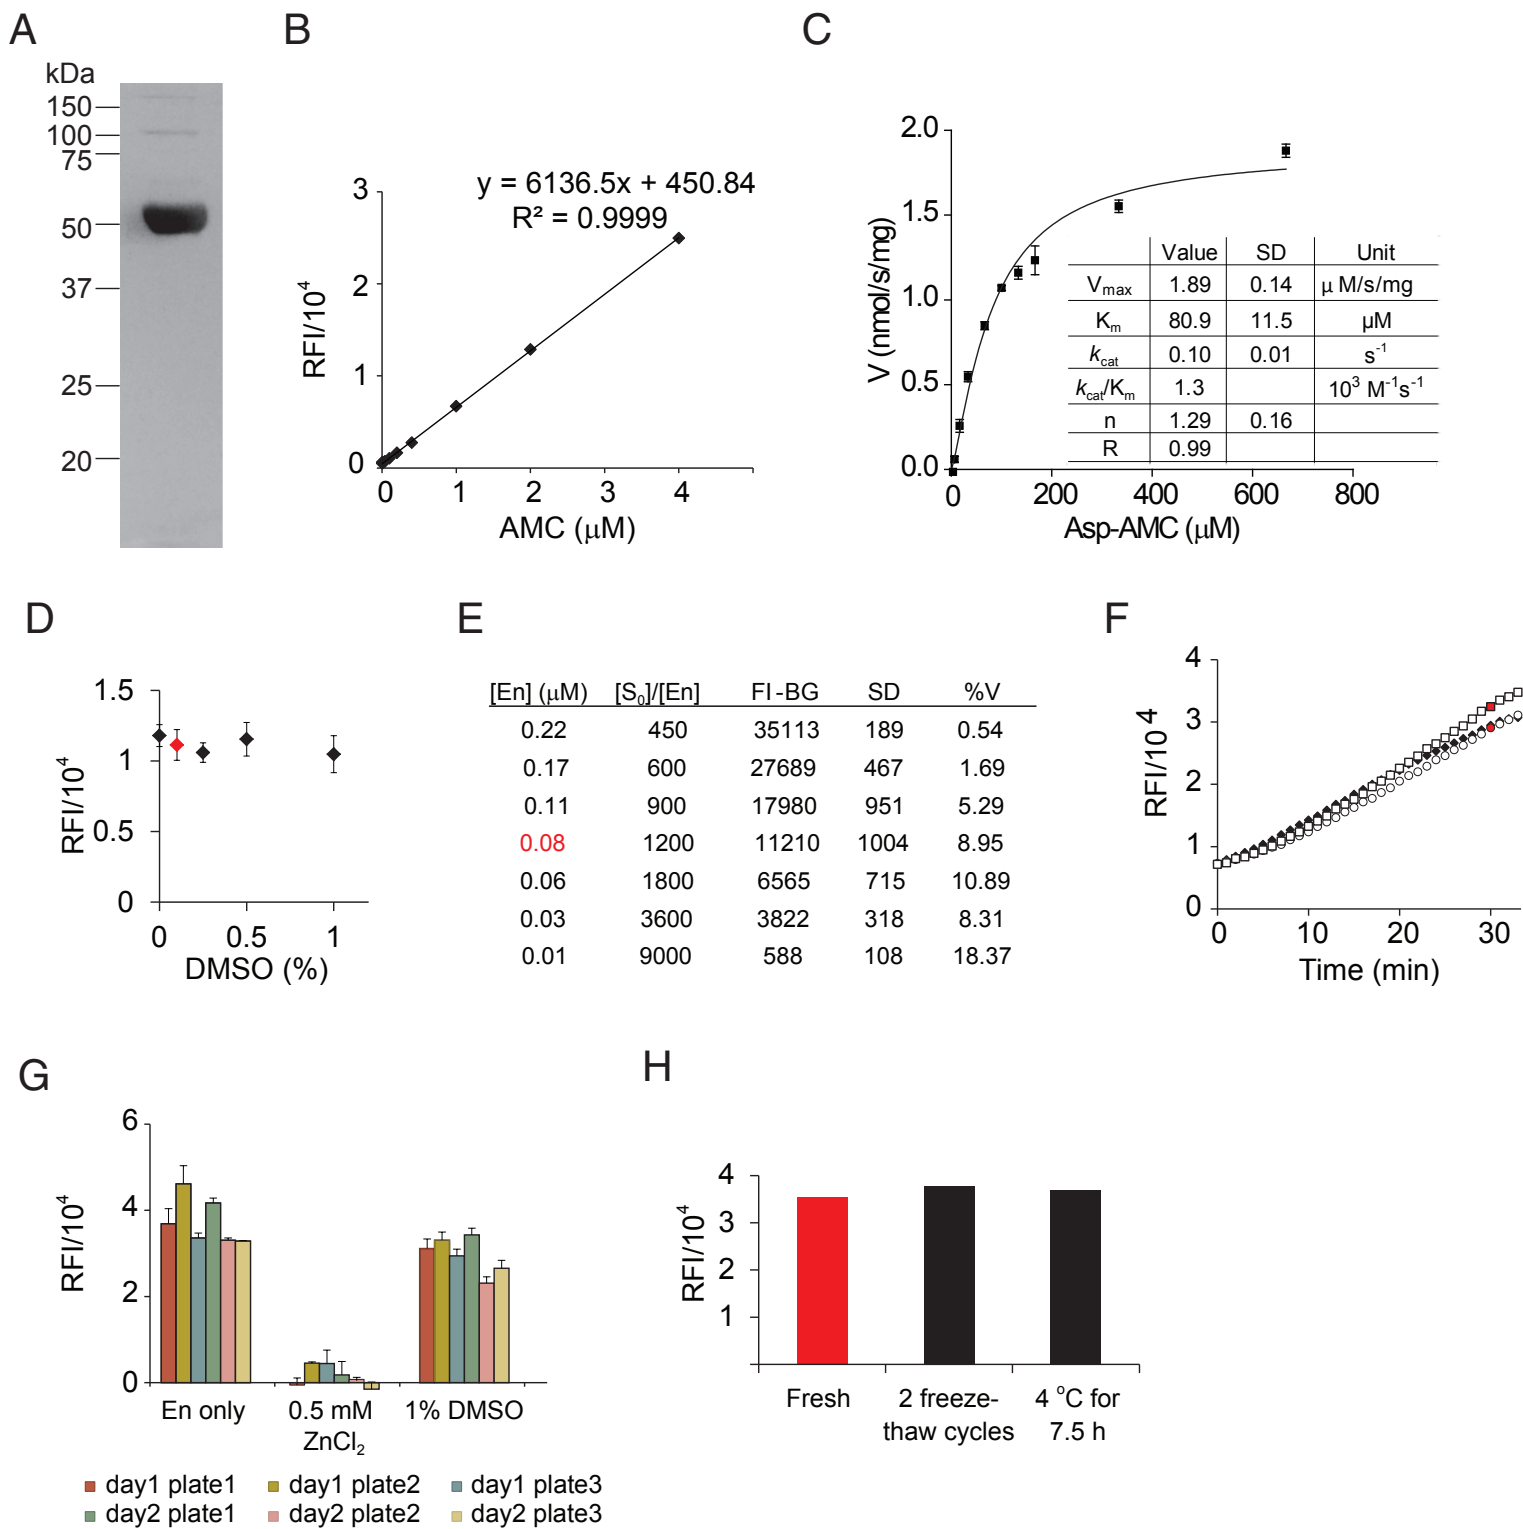 A
kDa
150
100
75
50
37
25
20
B
y = 6136.5x + 450.84
R² = 0.9999
3
2
1
0
RFI/10⁴
0 1 2 3 4
AMC (μM)
C
2.0
1.5
1.0
0.5
0.0
V (nmol/s/mg)
Value SD Unit
Vmax 1.89 0.14 μ M/s/mg
Km 80.9 11.5 μM
kcat 0.10 0.01 s⁻¹
kcat/Km 1.3 10³ M⁻¹s⁻¹
n 1.29 0.16
R 0.99
0 200 400 600 800
Asp-AMC (μM)
D
1.5
1
0.5
0
RFI/10⁴
0 0.5 1
DMSO (%)
E
[En] (μM) [S₀]/[En] FI-BG SD %V
0.22 450 35113 189 0.54
0.17 600 27689 467 1.69
0.11 900 17980 951 5.29
0.08 1200 11210 1004 8.95
0.06 1800 6565 715 10.89
0.03 3600 3822 318 8.31
0.01 9000 588 108 18.37
F
4
3
2
1
0
RFI/10⁴
0 10 20 30
Time (min)
G
6
4
2
0
RFI/10⁴
En only
0.5 mM
ZnCl₂
1% DMSO
day1 plate1 day1 plate2 day1 plate3
day2 plate1 day2 plate2 day2 plate3
H
4
3
2
1
RFI/10⁴
Fresh
2 freeze-
thaw cycles
4 °C for
7.5 h